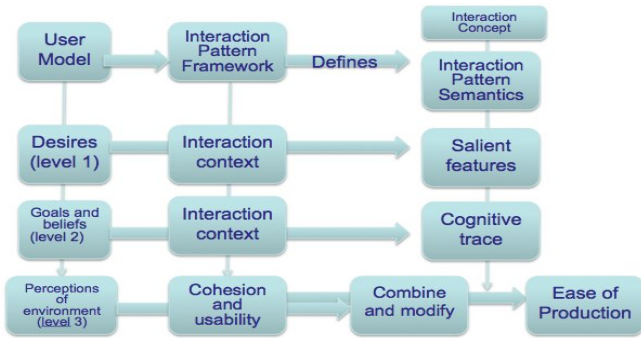 User
Model
Interaction
Pattern
Framework
Defines
Interaction
Concept
Interaction
Pattern
Semantics
Desires
(level 1)
Interaction
context
Salient
features
Goals and
beliefs
(level 2)
Interaction
context
Cognitive
trace
Perceptions
of
environment
(level 3)
Cohesion
and
usability
Combine
and modify
Ease of
Production